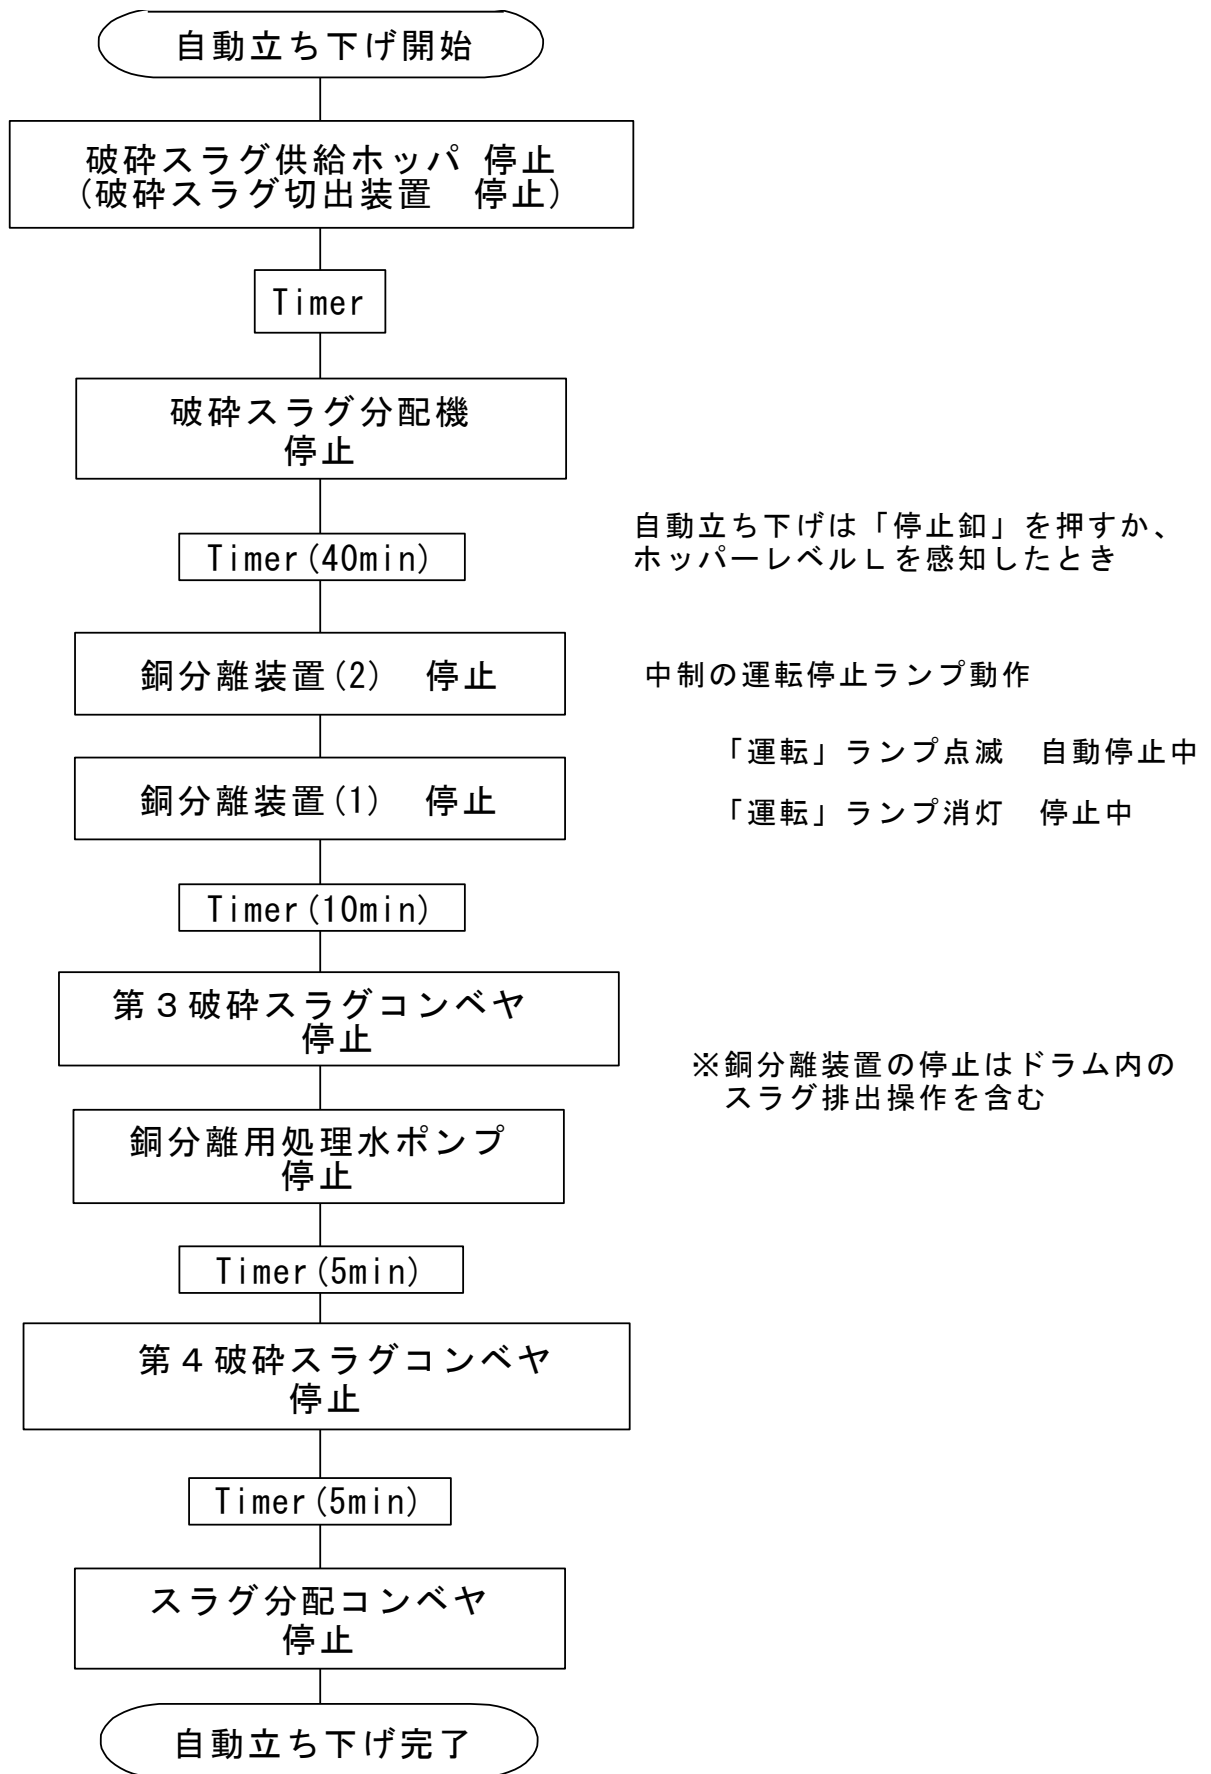 自動立ち下げ開始
破砕スラグ供給ホッパ 停止
(破砕スラグ切出装置　停止)
Timer
破砕スラグ分配機
停止
Timer(40min)
自動立ち下げは「停止釦」を押すか、
ホッパーレベルＬを感知したとき
銅分離装置(2)　停止
中制の運転停止ランプ動作
「運転」ランプ点滅　自動停止中
銅分離装置(1)　停止
「運転」ランプ消灯　停止中
Timer(10min)
第３破砕スラグコンベヤ
停止
※銅分離装置の停止はドラム内の
スラグ排出操作を含む
銅分離用処理水ポンプ
停止
Timer(5min)
第４破砕スラグコンベヤ
停止
Timer(5min)
スラグ分配コンベヤ
停止
自動立ち下げ完了